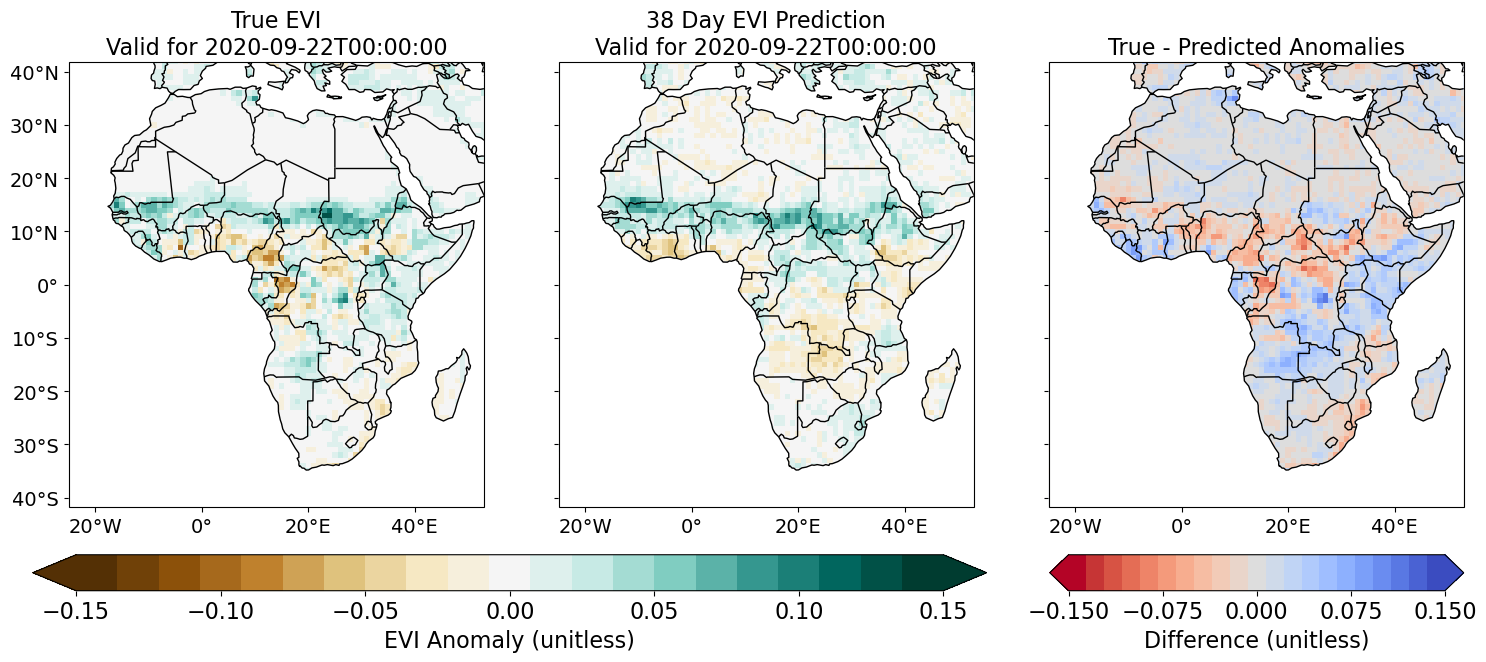 True EVI
Valid for 2020-09-22T00:00:00
38 Day EVI Prediction
Valid for 2020-09-22T00:00:00
True - Predicted Anomalies
40°N
30°N
20°N
10°N
0°
10°S
20°S
30°S
40°S
20°W 0° 20°E 40°E
20°W 0° 20°E 40°E
20°W 0° 20°E 40°E
−0.15 −0.10 −0.05 0.00 0.05 0.10 0.15
EVI Anomaly (unitless)
−0.150 −0.075 0.000 0.075 0.150
Difference (unitless)